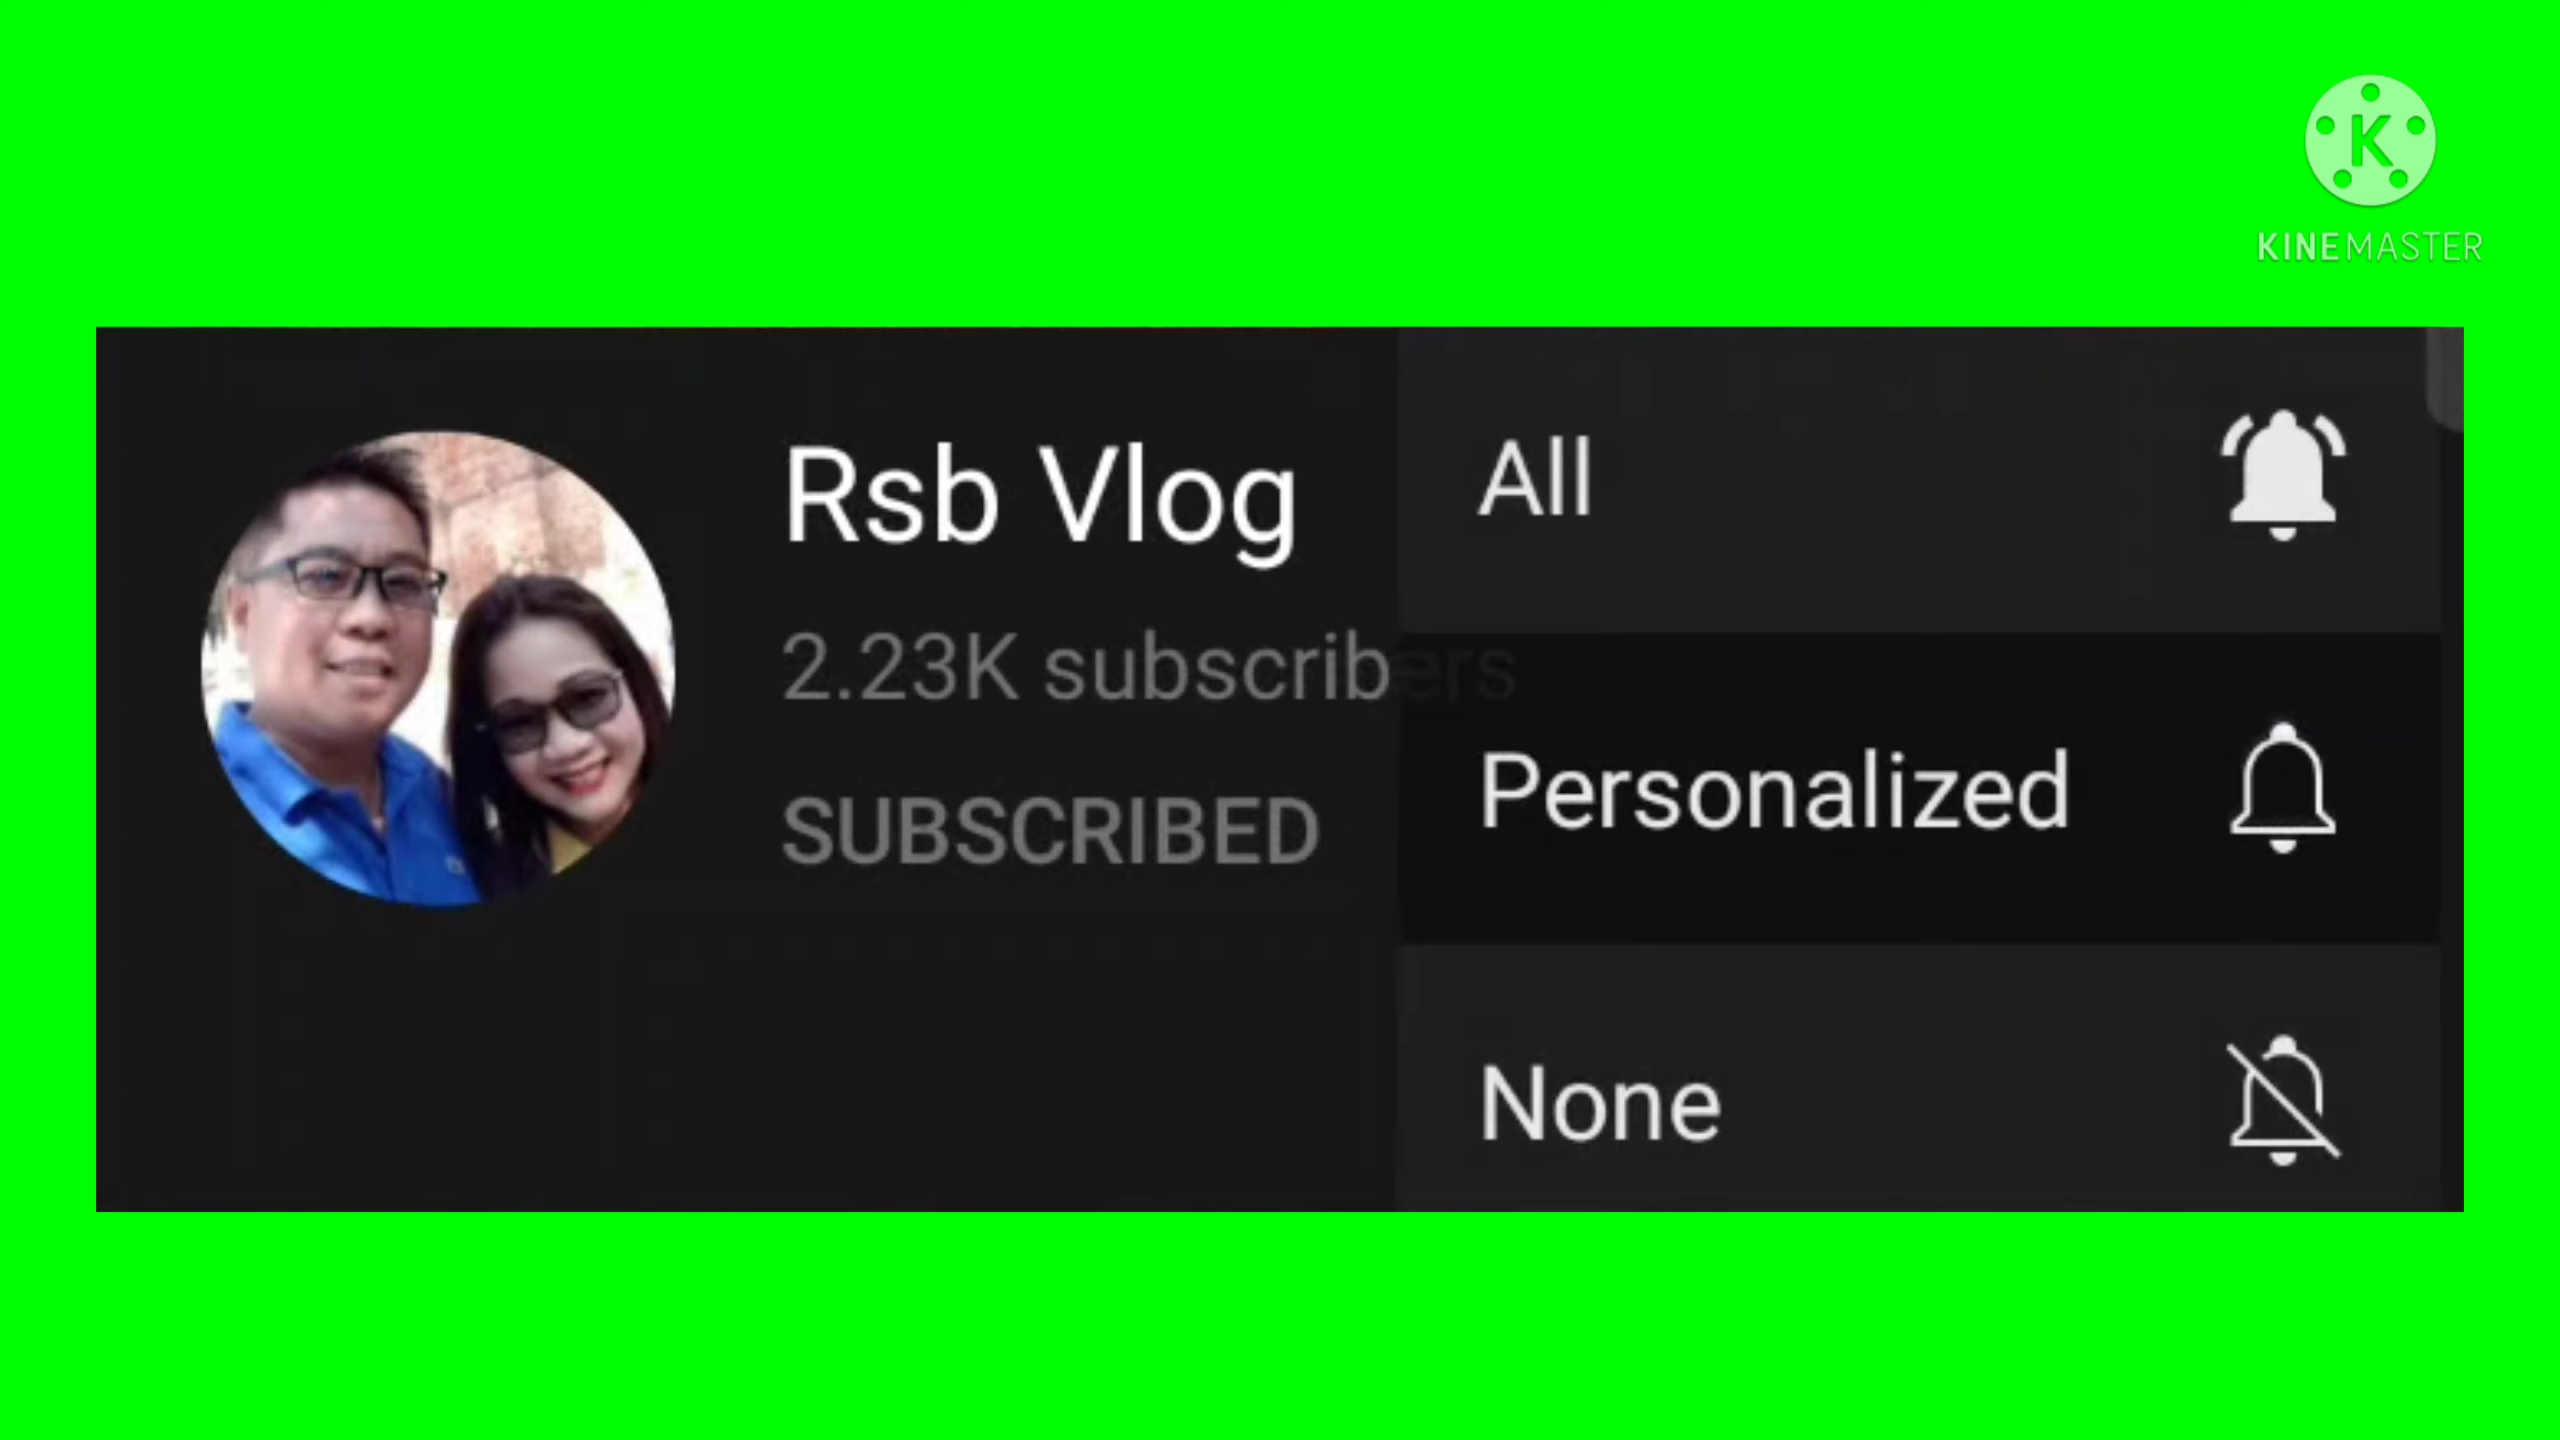 KINEMASTER
Rsb Vlog
2.23K subscribers
SUBSCRIBED
All
Personalized
None